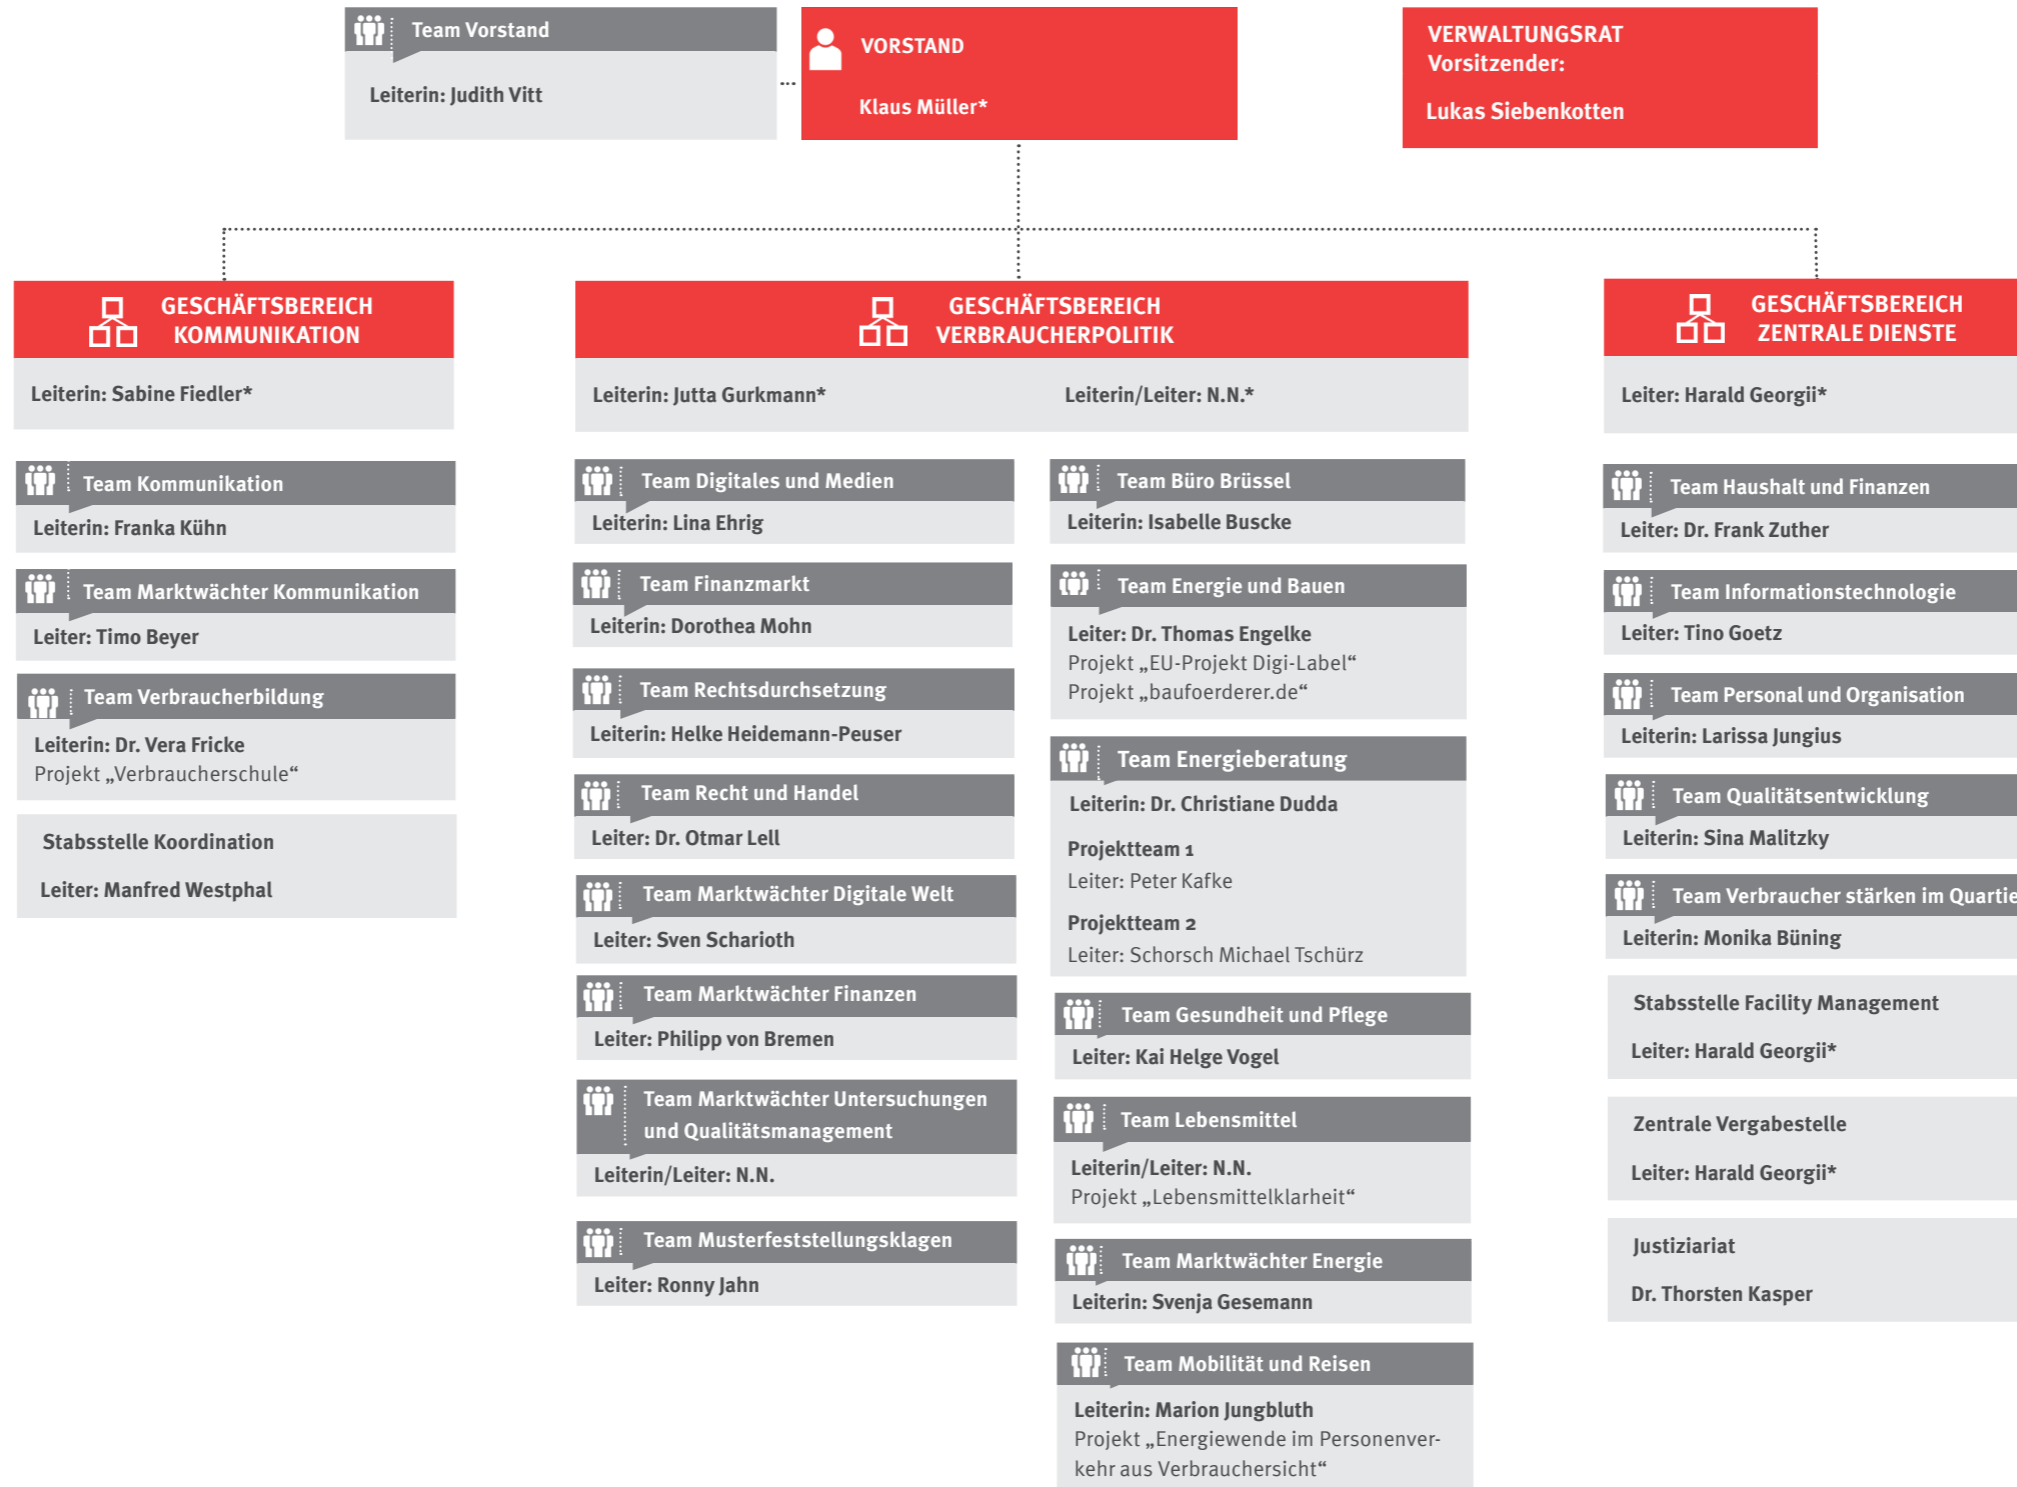 Team Vorstand
Leiterin: Judith Vitt
VORSTAND
Klaus Müller*
VERWALTUNGSRAT
Vorsitzender:
Lukas Siebenkotten
GESCHÄFTSBEREICH
KOMMUNIKATION
Leiterin: Sabine Fiedler*
Team Kommunikation
Leiterin: Franka Kühn
Team Marktwächter Kommunikation
Leiter: Timo Beyer
Team Verbraucherbildung
Leiterin: Dr. Vera Fricke
Projekt „Verbraucherschule“
Stabsstelle Koordination
Leiter: Manfred Westphal
GESCHÄFTSBEREICH
VERBRAUCHERPOLITIK
Leiterin: Jutta Gurkmann*
Leiterin/Leiter: N.N.*
Team Digitales und Medien
Leiterin: Lina Ehrig
Team Finanzmarkt
Leiterin: Dorothea Mohn
Team Rechtsdurchsetzung
Leiterin: Helke Heidemann-Peuser
Team Recht und Handel
Leiter: Dr. Otmar Lell
Team Marktwächter Digitale Welt
Leiter: Sven Scharioth
Team Marktwächter Finanzen
Leiter: Philipp von Bremen
Team Marktwächter Untersuchungen
und Qualitätsmanagement
Leiterin/Leiter: N.N.
Team Musterfeststellungsklagen
Leiter: Ronny Jahn
Team Büro Brüssel
Leiterin: Isabelle Buscke
Team Energie und Bauen
Leiter: Dr. Thomas Engelke
Projekt „EU-Projekt Digi-Label“
Projekt „baufoerderer.de“
Team Energieberatung
Leiterin: Dr. Christiane Dudda
Projektteam 1
Leiter: Peter Kafke
Projektteam 2
Leiter: Schorsch Michael Tschürz
Team Gesundheit und Pflege
Leiter: Kai Helge Vogel
Team Lebensmittel
Leiterin/Leiter: N.N.
Projekt „Lebensmittelklarheit“
Team Marktwächter Energie
Leiterin: Svenja Gesemann
Team Mobilität und Reisen
Leiterin: Marion Jungbluth
Projekt „Energiewende im Personenver-
kehr aus Verbrauchersicht“
GESCHÄFTSBEREICH
ZENTRALE DIENSTE
Leiter: Harald Georgii*
Team Haushalt und Finanzen
Leiter: Dr. Frank Zuther
Team Informationstechnologie
Leiter: Tino Goetz
Team Personal und Organisation
Leiterin: Larissa Jungius
Team Qualitätsentwicklung
Leiterin: Sina Malitzky
Team Verbraucher stärken im Quartie
Leiterin: Monika Büning
Stabsstelle Facility Management
Leiter: Harald Georgii*
Zentrale Vergabestelle
Leiter: Harald Georgii*
Justiziariat
Dr. Thorsten Kasper